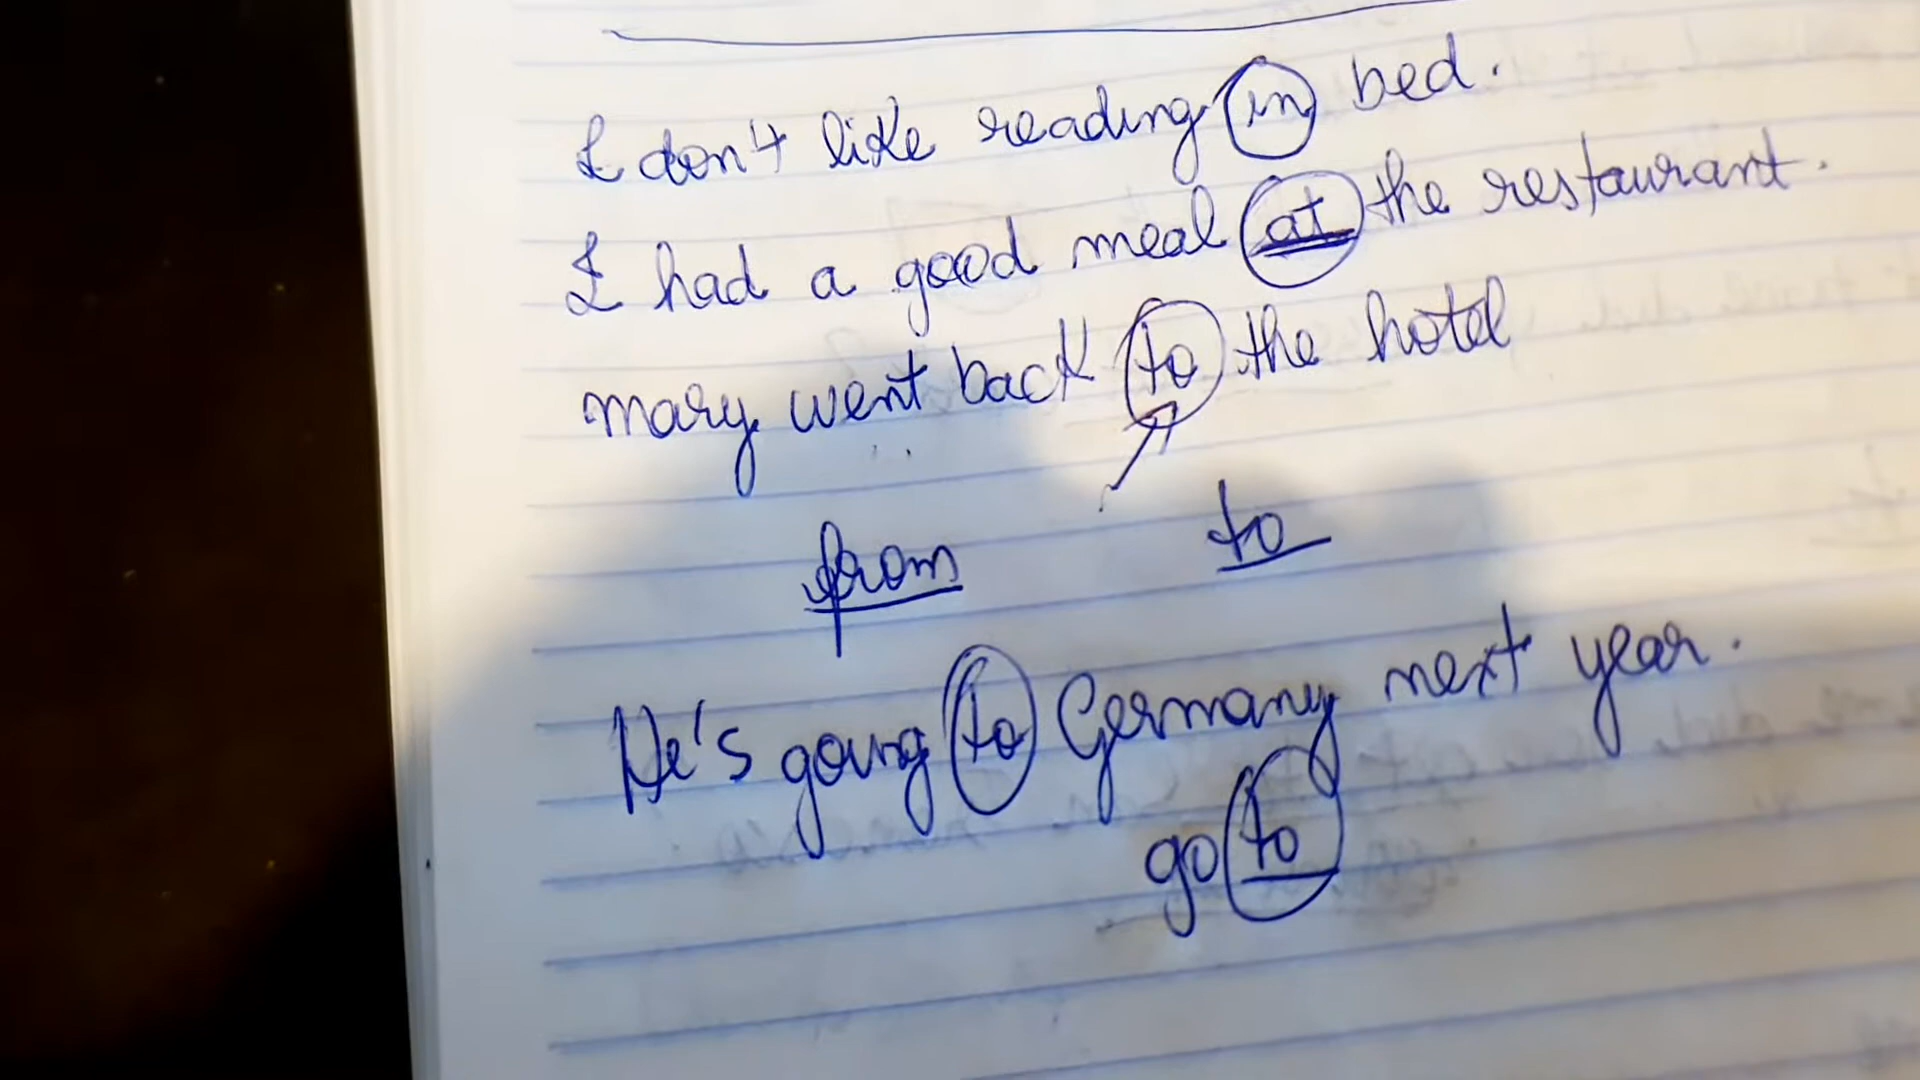 I don't like reading in bed.
I had a good meal at the restaurant.
mary went back to the hotel
from to
He's going to Germany next year.
go to